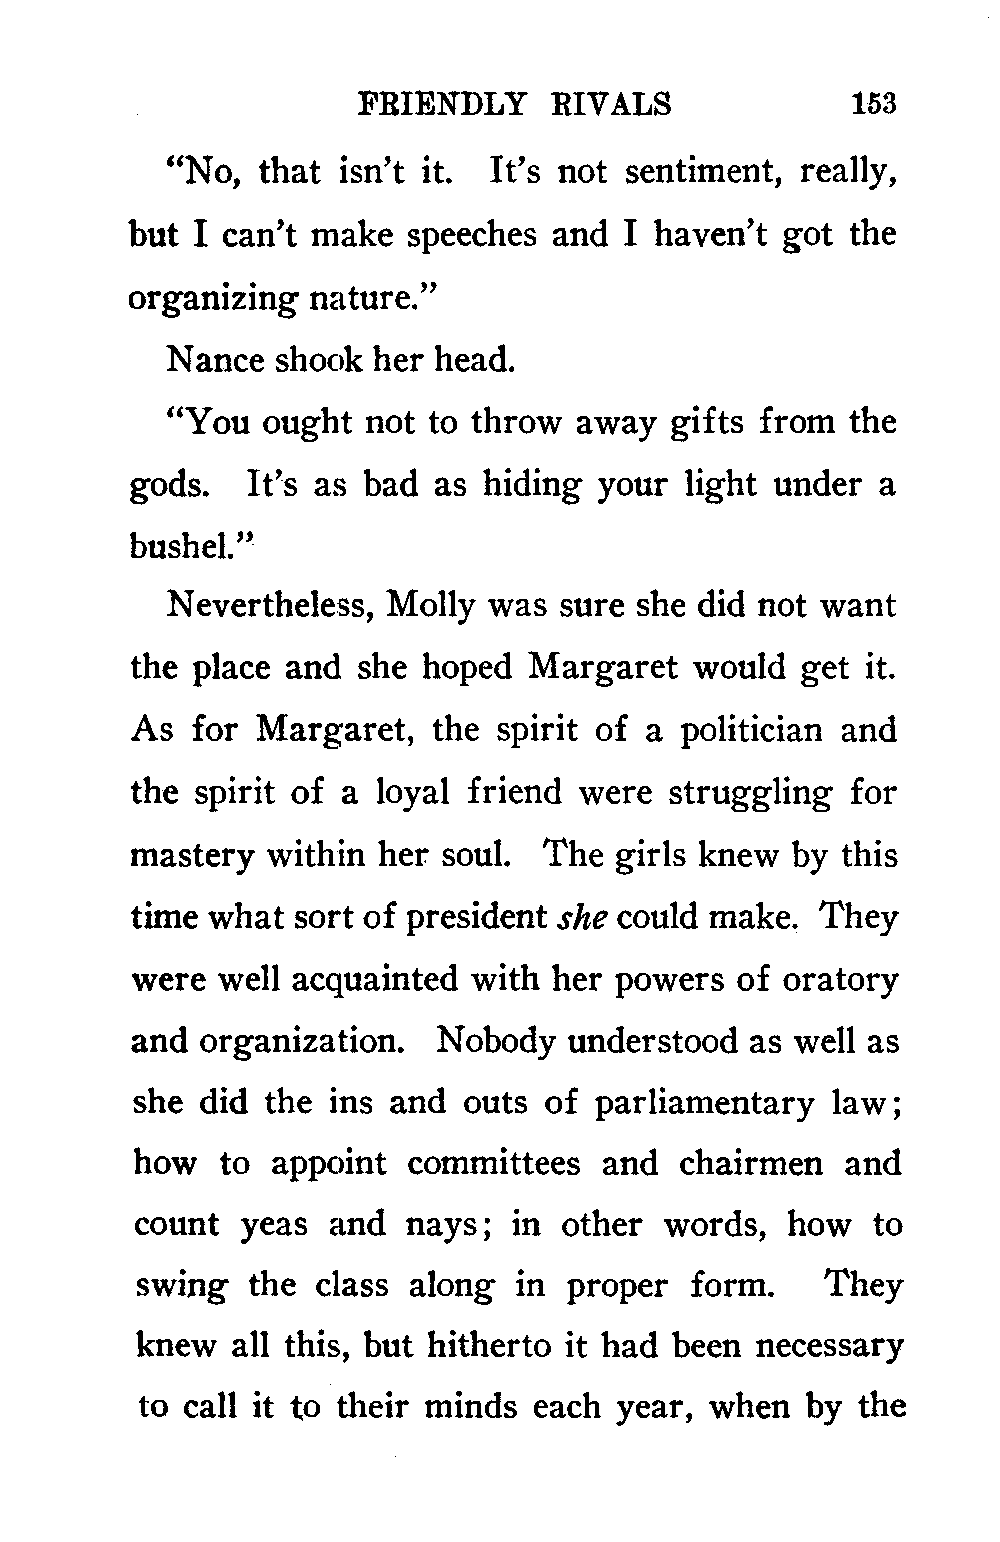 FRIENDLY RIVALS 153
“No, that isn’t it. It’s not sentiment, really,
but I can’t make speeches and I haven’t got the
organizing nature.”
Nance shook her head.
“You ought not to throw away gifts from the
gods. It’s as bad as hiding your light under a
bushel.”
Nevertheless, Molly was sure she did not want
the place and she hoped Margaret would get it.
As for Margaret, the spirit of a politician and
the spirit of a loyal friend were struggling for
mastery within her soul. The girls knew by this
time what sort of president she could make. They
were well acquainted with her powers of oratory
and organization. Nobody understood as well as
she did the ins and outs of parliamentary law;
how to appoint committees and chairmen and
count yeas and nays; in other words, how to
swing the class along in proper form. They
knew all this, but hitherto it had been necessary
to call it to their minds each year, when by the